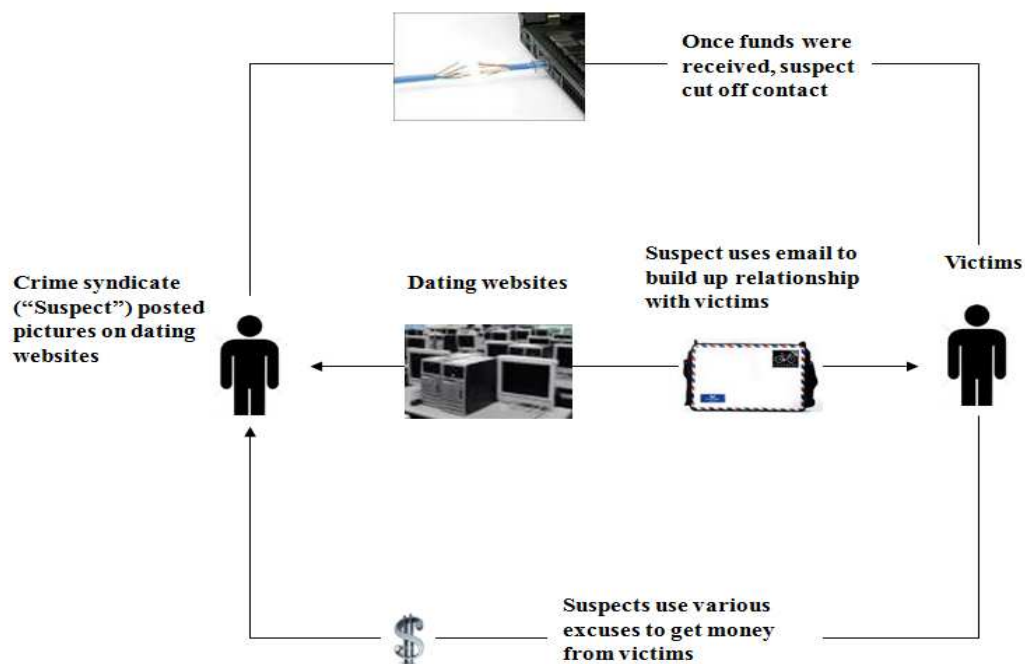 Once funds were
received, suspect
cut off contact
Crime syndicate
(“Suspect”) posted
pictures on dating
websites
Dating websites
Suspect uses email to
build up relationship
with victims
Victims
Suspects use various
excuses to get money
from victims